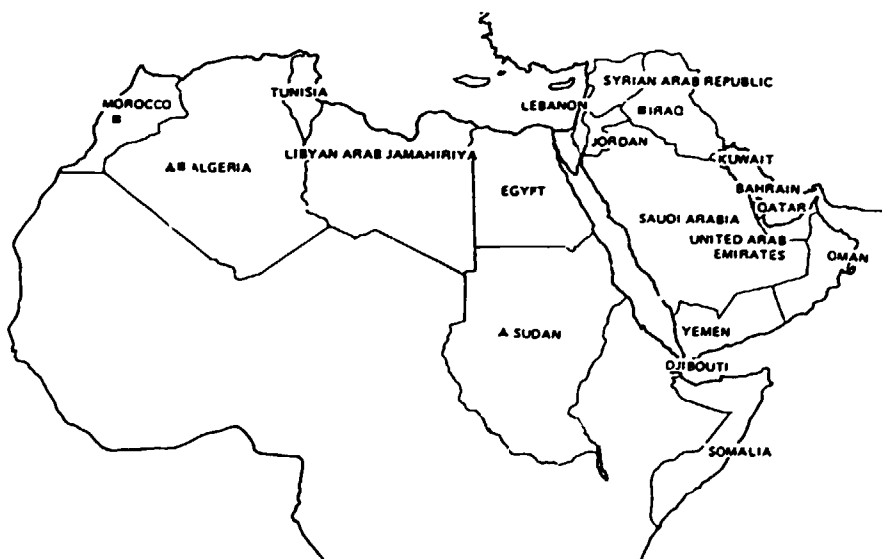 SYRIAN ARAB REPUBLIC
TUNISIA
MOROCCO
LEBANON
IRAQ
JORDAN
LIBYAN ARAB JAMAHIRIYA
KUWAIT
ALGERIA
BAHRAIN
EGYPT
QATAR
SAUDI ARABIA
UNITED ARAB
EMIRATES
OMAN
SUDAN
YEMEN
DJIBOUTI
SOMALIA